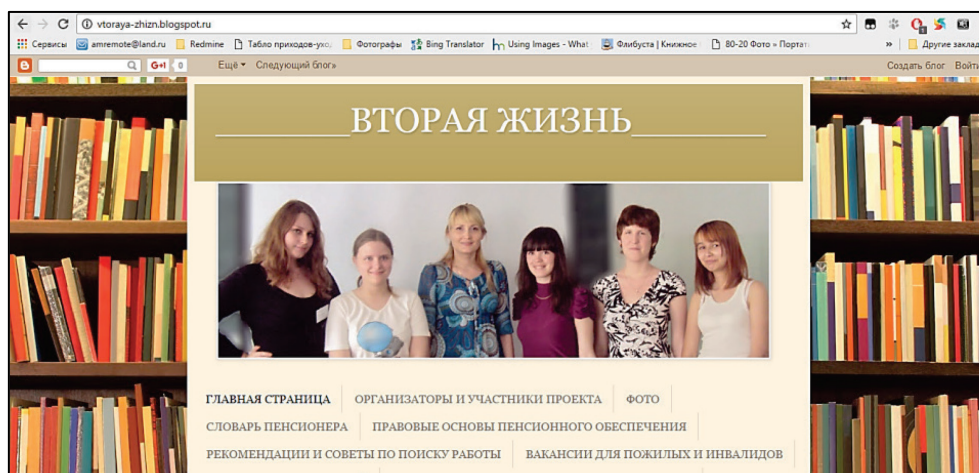 vtoraya-zhizn.blogspot.ru
Сервисы amremote@land.ru Redmine Табло приходов-ухо Фотографы Bing Translator Using Images - What Флибуста | Книжное 80-20 Фото » Портат » Другие заклад
G+1 0 Ещё Следующий блог» Создать блог Войти
ВТОРАЯ ЖИЗНЬ
ГЛАВНАЯ СТРАНИЦА ОРГАНИЗАТОРЫ И УЧАСТНИКИ ПРОЕКТА ФОТО
СЛОВАРЬ ПЕНСИОНЕРА ПРАВОВЫЕ ОСНОВЫ ПЕНСИОННОГО ОБЕСПЕЧЕНИЯ
РЕКОМЕНДАЦИИ И СОВЕТЫ ПО ПОИСКУ РАБОТЫ ВАКАНСИИ ДЛЯ ПОЖИЛЫХ И ИНВАЛИДОВ